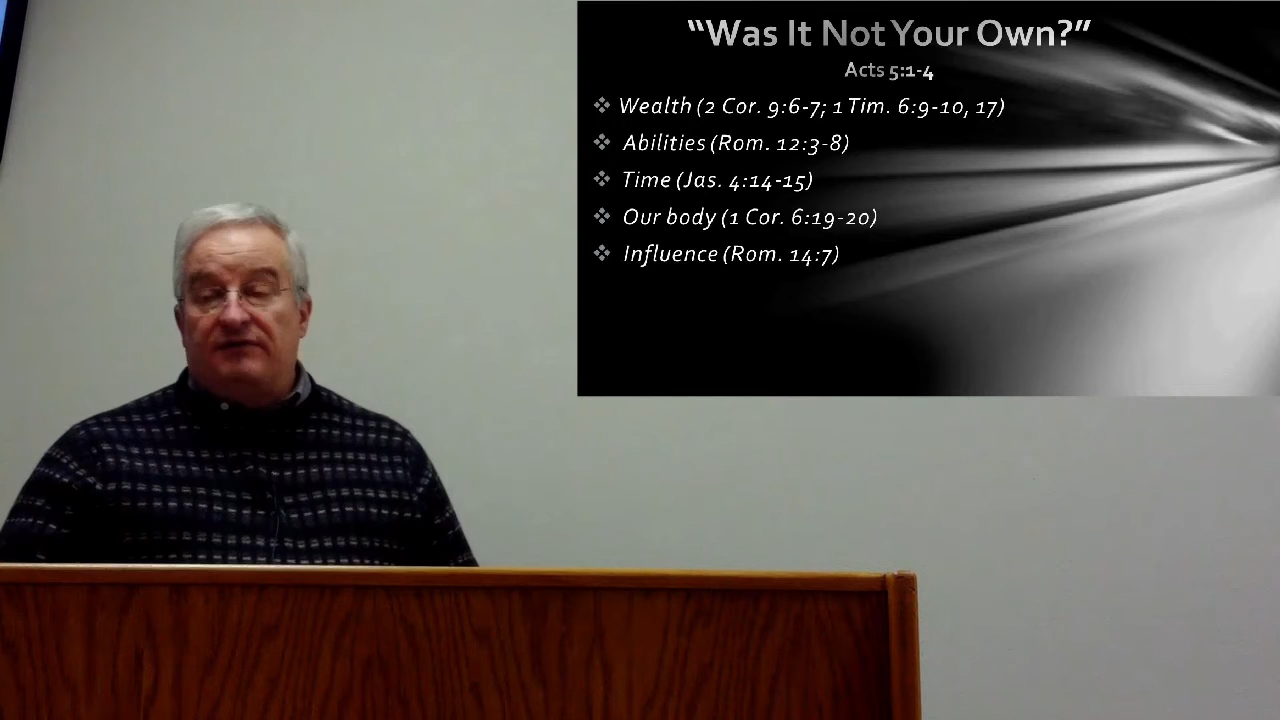 “Was It Not Your Own?”
Acts 5:1-4
❖ Wealth (2 Cor. 9:6-7; 1 Tim. 6:9-10, 17)
❖ Abilities (Rom. 12:3-8)
❖ Time (Jas. 4:14-15)
❖ Our body (1 Cor. 6:19-20)
❖ Influence (Rom. 14:7)